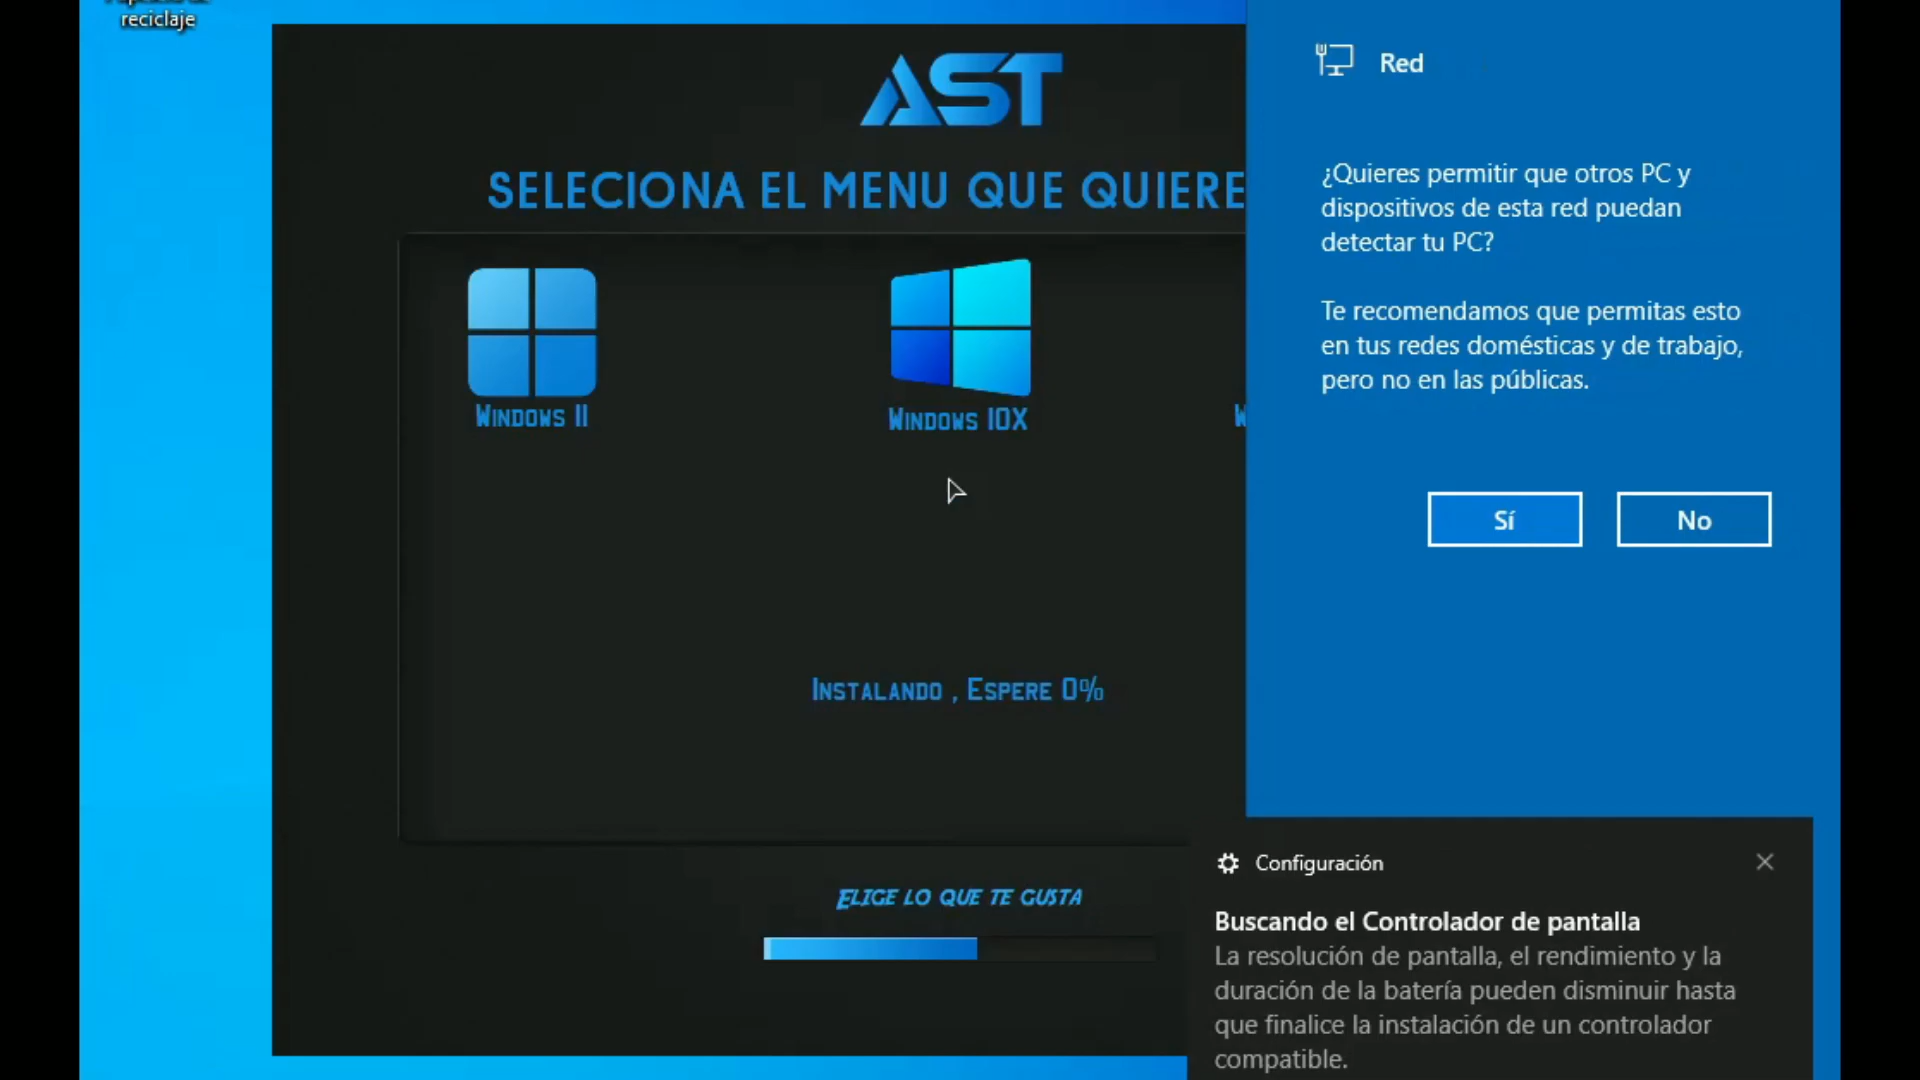 reciclaje
AST
SELECIONA EL MENU QUE QUIERE
WINDOWS 11
WINDOWS 10X
W
INSTALANDO , ESPERE 0%
ELIGE LO QUE TE GUSTA
Red
¿Quieres permitir que otros PC y
dispositivos de esta red puedan
detectar tu PC?
Te recomendamos que permitas esto
en tus redes domésticas y de trabajo,
pero no en las públicas.
Sí
No
Configuración
Buscando el Controlador de pantalla
La resolución de pantalla, el rendimiento y la
duración de la batería pueden disminuir hasta
que finalice la instalación de un controlador
compatible.